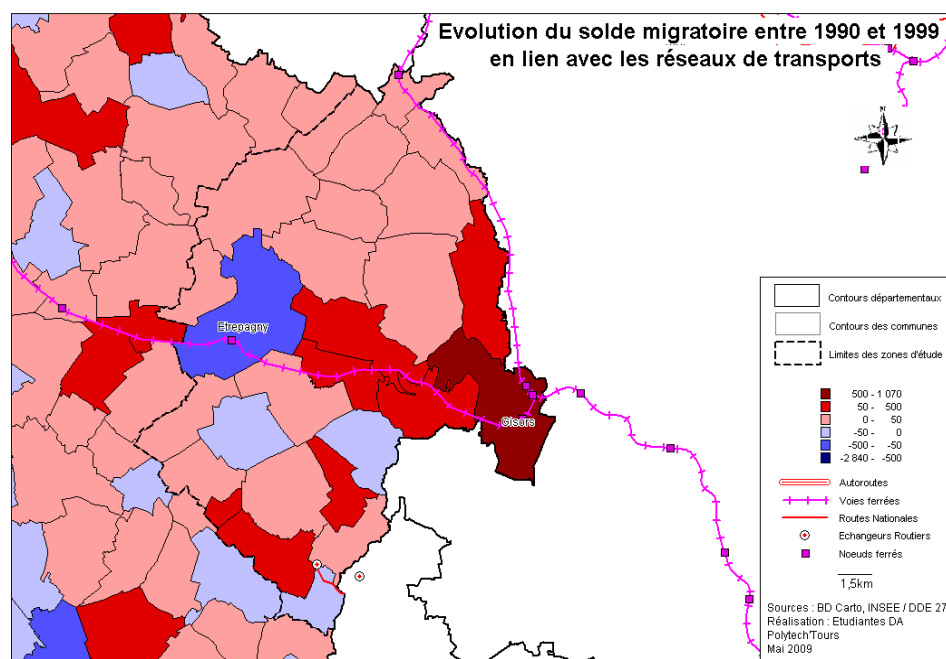 Evolution du solde migratoire entre 1990 et 1999
en lien avec les réseaux de transports
Etrepagny
Gisors
Contours départementaux
Contours des communes
Limites des zones d'étude
500 - 1 070
50 - 500
0 - 50
-50 - 0
-500 - -50
-2 840 - -500
Autoroutes
Voies ferrées
Routes Nationales
Echangeurs Routiers
Noeuds ferrés
1,5km
Sources : BD Carto, INSEE / DDE 27
Réalisation : Etudiantes DA
Polytech'Tours
Mai 2009